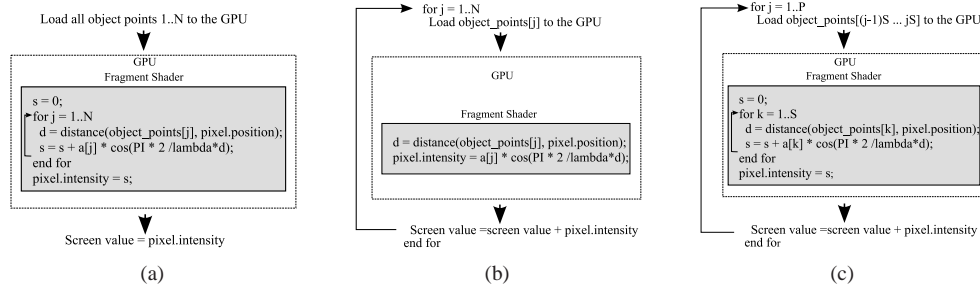 Load all object points 1..N to the GPU
GPU
Fragment Shader
s = 0;
for j = 1..N
d = distance(object_points[j], pixel.position);
s = s + a[j] * cos(PI * 2 /lambda*d);
end for
pixel.intensity = s;
Screen value = pixel.intensity
(a)
for j = 1..N
Load object_points[j] to the GPU
GPU
Fragment Shader
d = distance(object_points[j], pixel.position);
pixel.intensity = a[j] * cos(PI * 2 /lambda*d);
Screen value =screen value + pixel.intensity
end for
(b)
for j = 1..P
Load object_points[(j-1)S ... jS] to the GPU
GPU
Fragment Shader
s = 0;
for k = 1..S
d = distance(object_points[k], pixel.position);
s = s + a[k] * cos(PI * 2 /lambda*d);
end for
pixel.intensity = s;
Screen value =screen value + pixel.intensity
end for
(c)